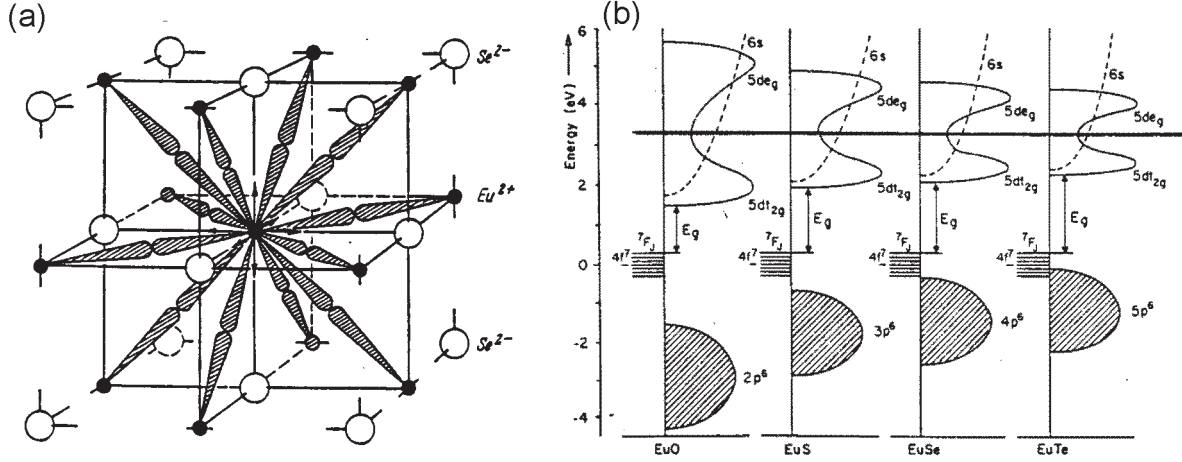 (a)
Se²⁻
Eu²⁺
Se²⁻
(b)
Energy (eV)
6
4
2
0
-2
-4
6s
5deg
5dt2g
Eg
⁷FJ
4f⁷
2p⁶
EuO
6s
5deg
5dt2g
Eg
⁷FJ
4f⁷
3p⁶
EuS
6s
5deg
5dt2g
Eg
⁷FJ
4f⁷
4p⁶
EuSe
6s
5deg
5dt2g
Eg
⁷FJ
4f⁷
5p⁶
EuTe